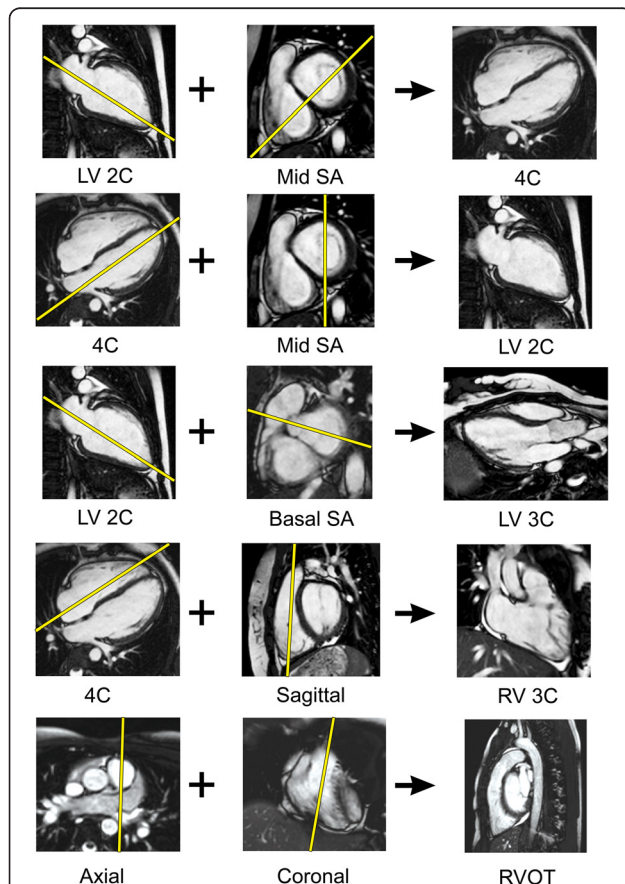 LV 2C
Mid SA
4C
4C
Mid SA
LV 2C
LV 2C
Basal SA
LV 3C
4C
Sagittal
RV 3C
Axial
Coronal
RVOT